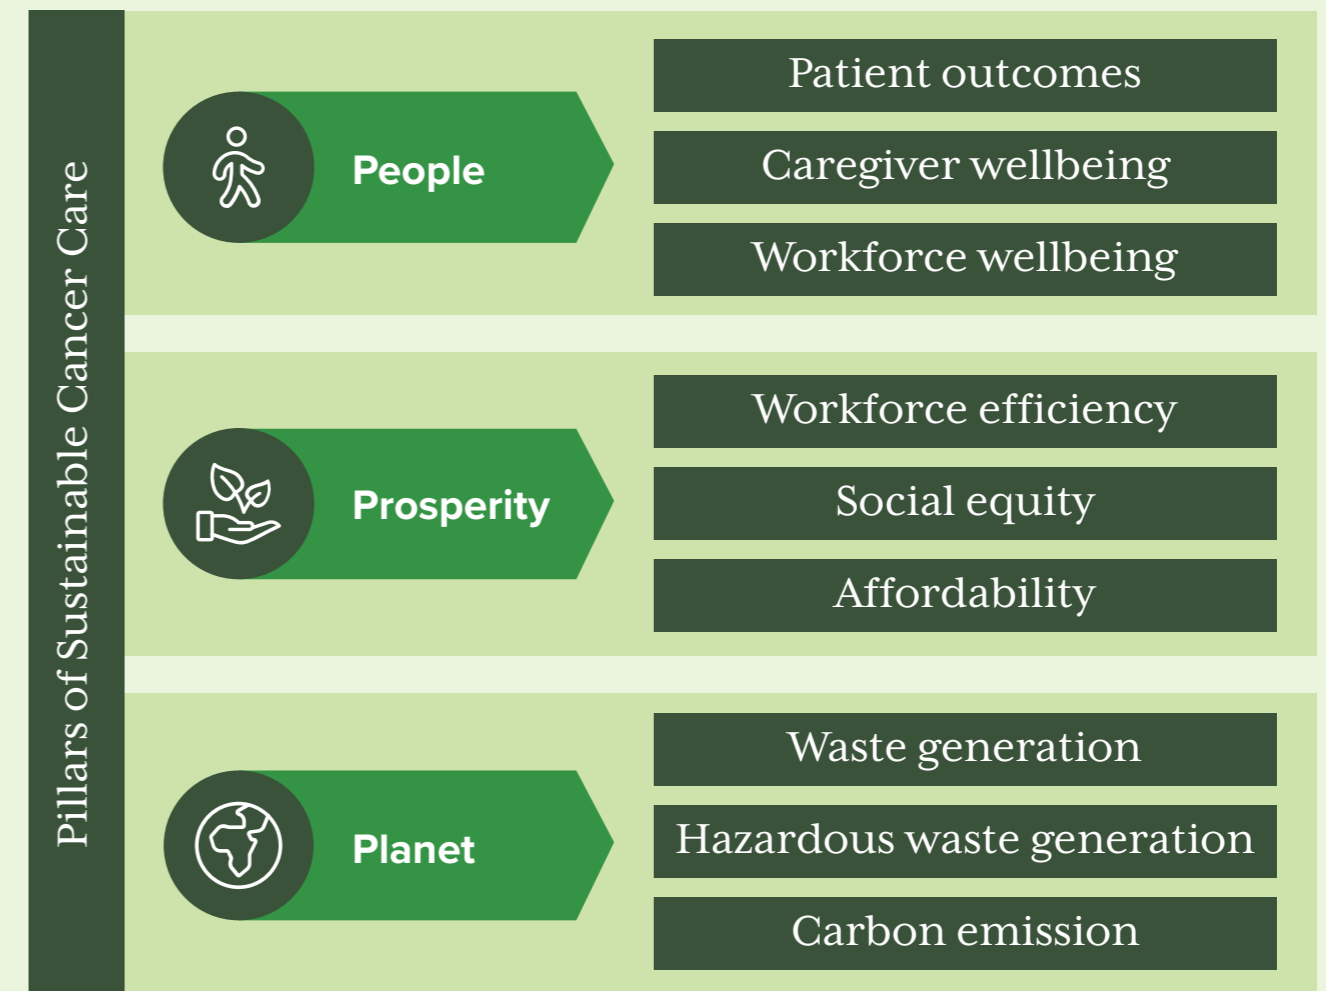 Pillars of Sustainable Cancer Care
People
Patient outcomes
Caregiver wellbeing
Workforce wellbeing
Prosperity
Workforce efficiency
Social equity
Affordability
Planet
Waste generation
Hazardous waste generation
Carbon emission